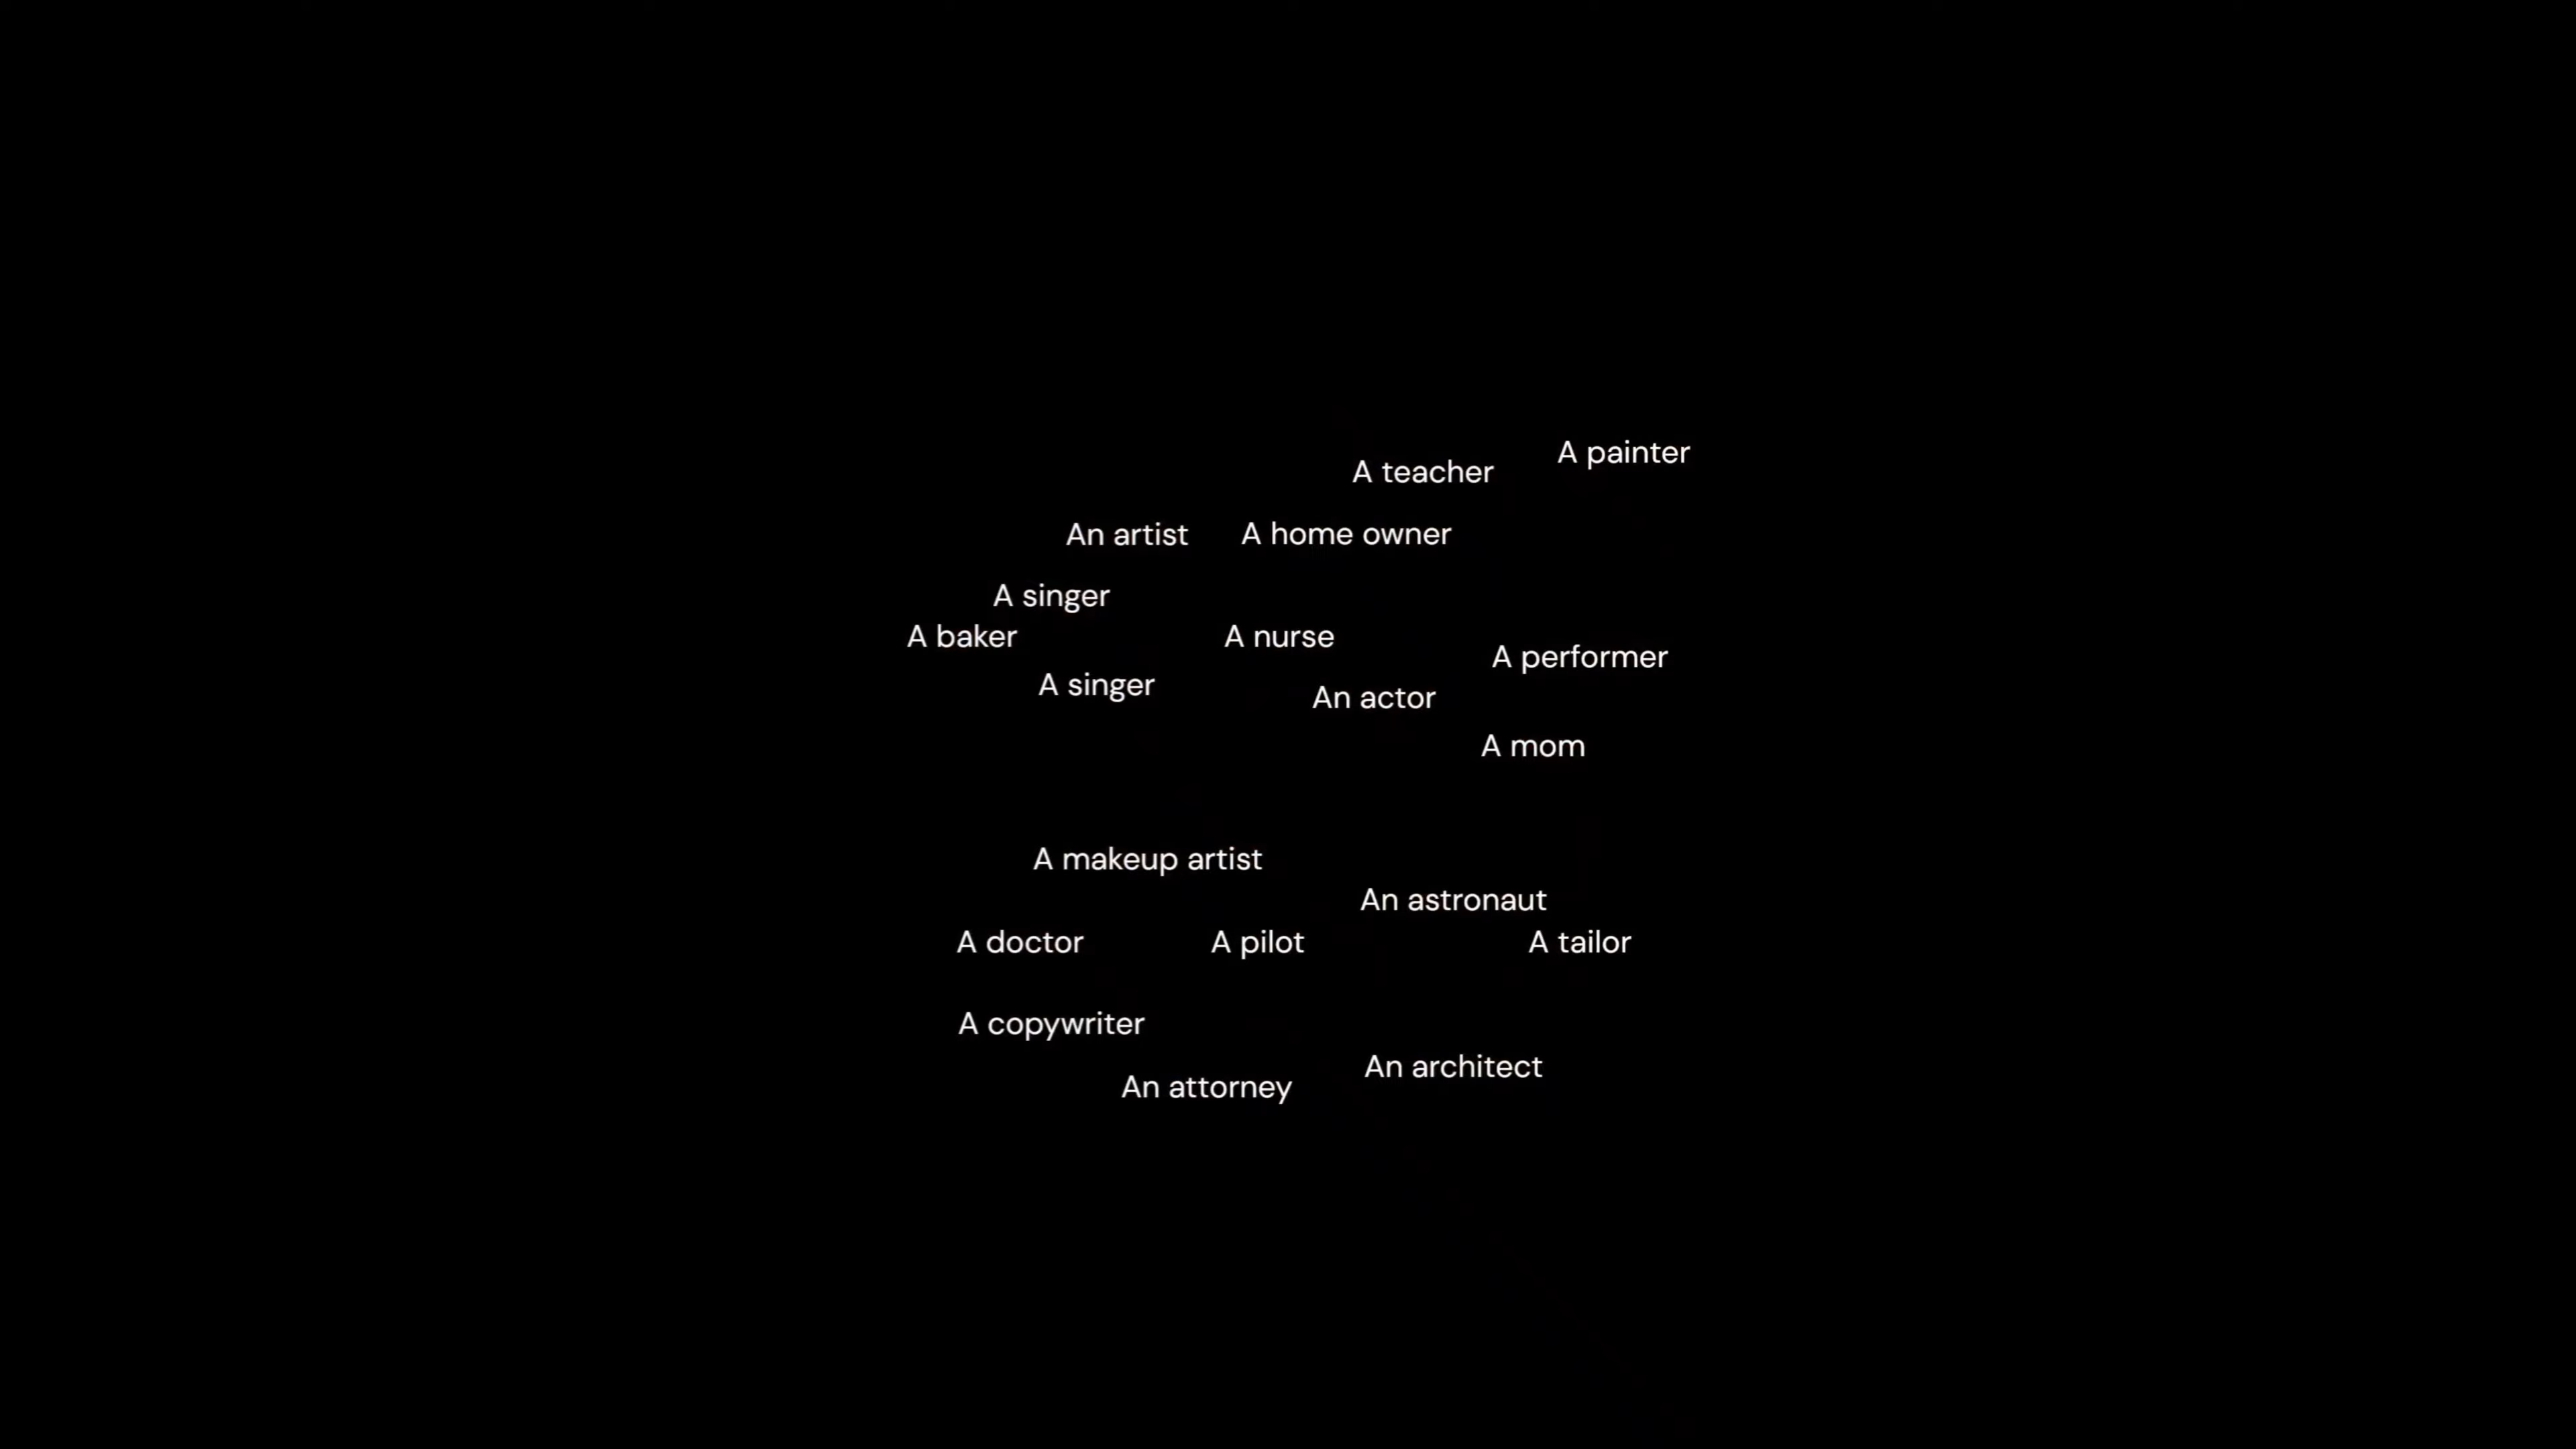 A painter
A teacher
An artist
A home owner
A singer
A baker
A nurse
A performer
A singer
An actor
A mom
A makeup artist
An astronaut
A doctor
A pilot
A tailor
A copywriter
An architect
An attorney